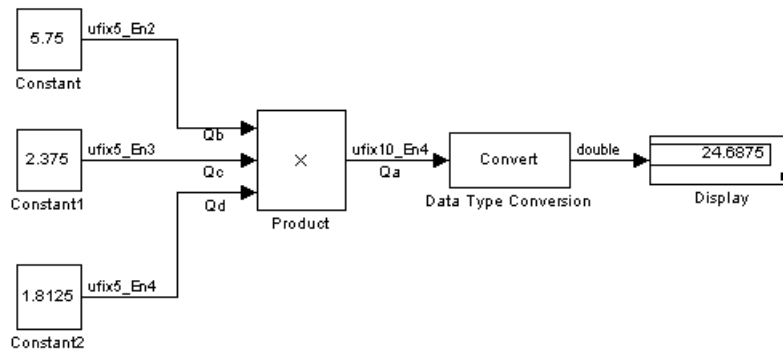 5.75
ufix5_En2
Constant
Qb
2.375
ufix5_En3
Constant1
Qc
Qd
×
Product
ufix10_En4
Qa
Convert
Data Type Conversion
double
24.6875
Display
1.8125
ufix5_En4
Constant2